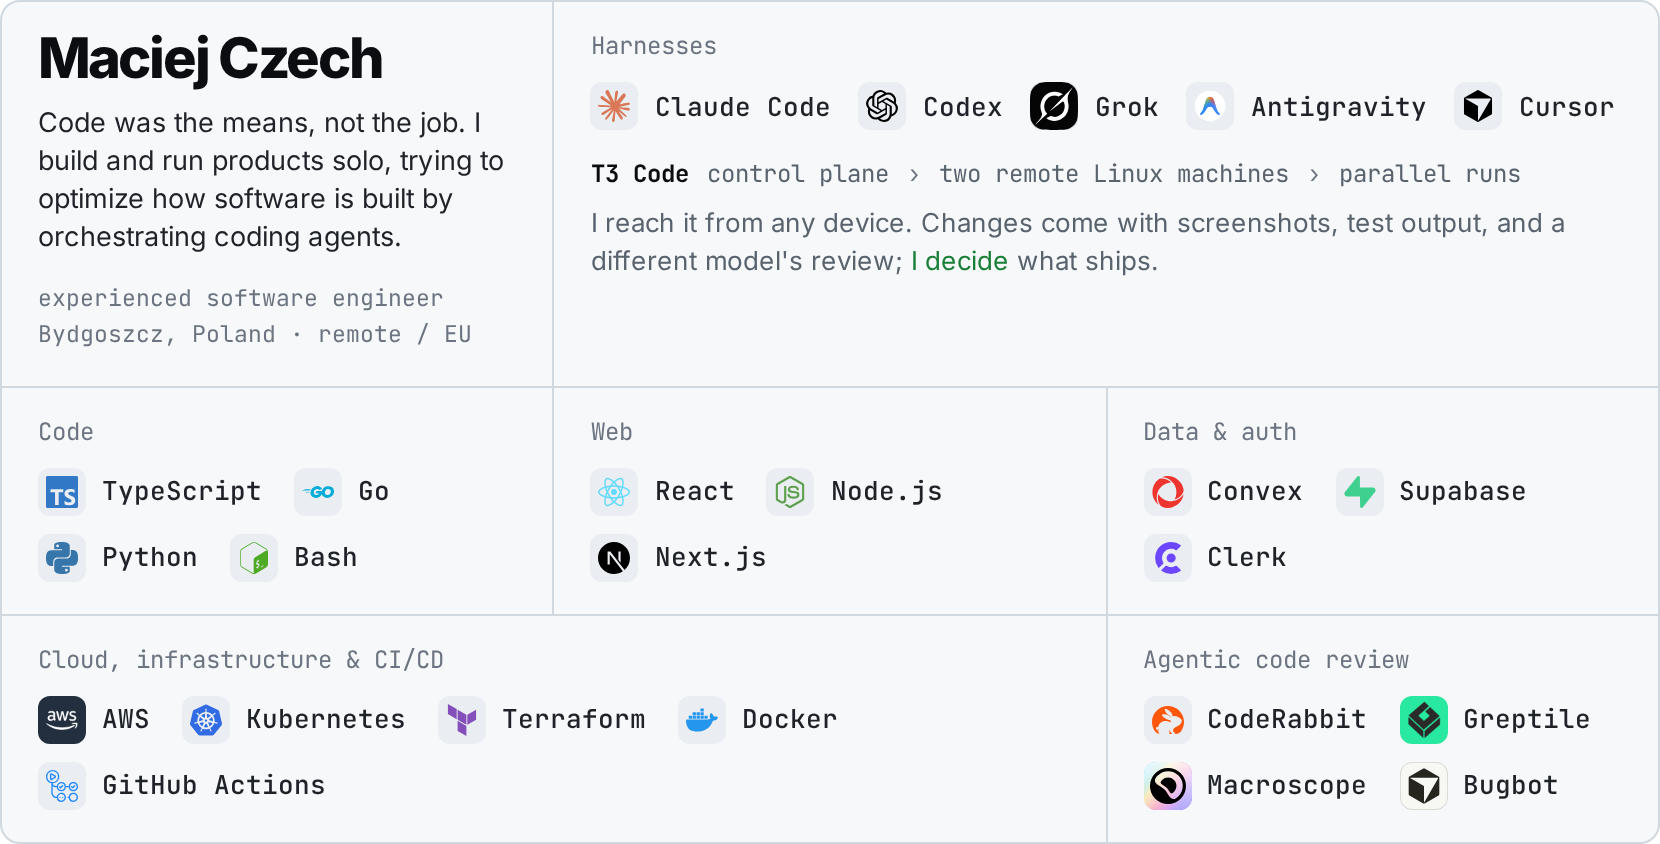 Maciej Czech
Code was the means, not the job. I
build and run products solo, trying to
optimize how software is built by
orchestrating coding agents.
experienced software engineer
Bydgoszcz, Poland · remote / EU
Harnesses
Claude Code
Codex
Grok
Antigravity
Cursor
T3 Code control plane › two remote Linux machines › parallel runs
I reach it from any device. Changes come with screenshots, test output, and a
different model's review; I decide what ships.
Code
TS TypeScript
GO Go
Python
Bash
Web
React
JS Node.js
N Next.js
Data & auth
Convex
Supabase
Clerk
Cloud, infrastructure & CI/CD
aws AWS
Kubernetes
Terraform
Docker
GitHub Actions
Agentic code review
CodeRabbit
Greptile
Macroscope
Bugbot